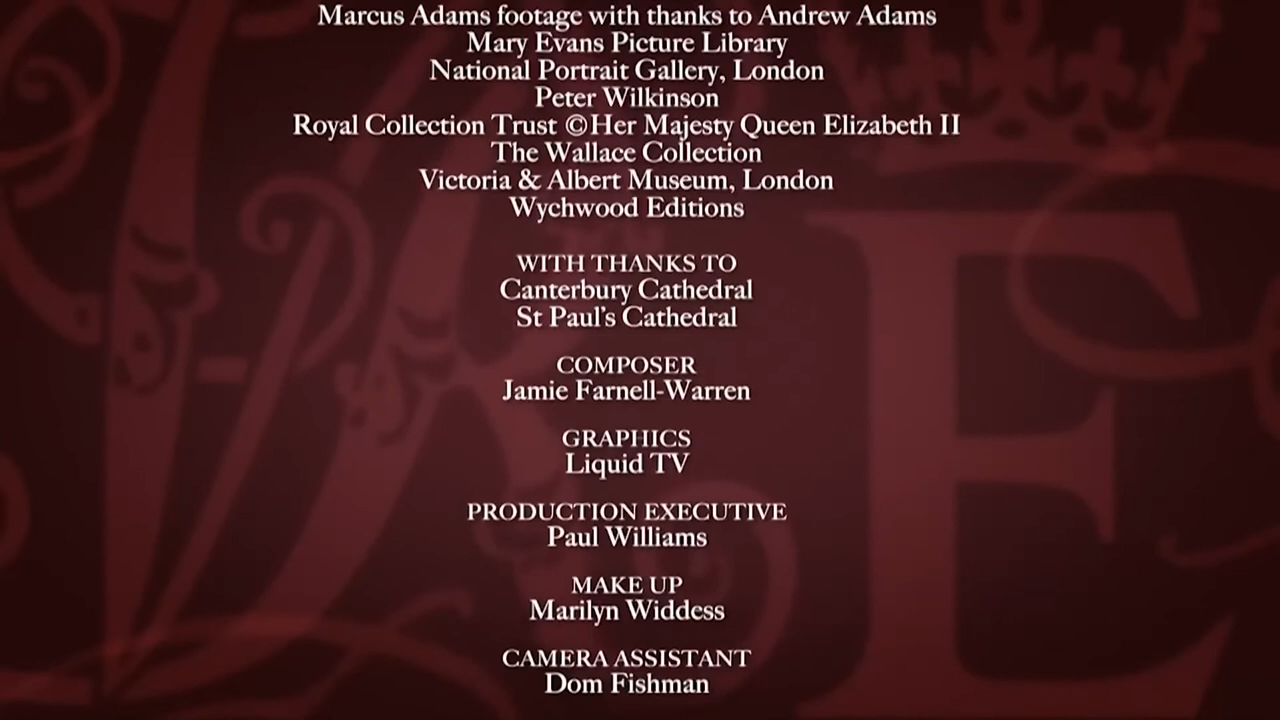 Marcus Adams footage with thanks to Andrew Adams
Mary Evans Picture Library
National Portrait Gallery, London
Peter Wilkinson
Royal Collection Trust ©Her Majesty Queen Elizabeth II
The Wallace Collection
Victoria & Albert Museum, London
Wychwood Editions
WITH THANKS TO
Canterbury Cathedral
St Paul's Cathedral
COMPOSER
Jamie Farnell-Warren
GRAPHICS
Liquid TV
PRODUCTION EXECUTIVE
Paul Williams
MAKE UP
Marilyn Widdess
CAMERA ASSISTANT
Dom Fishman